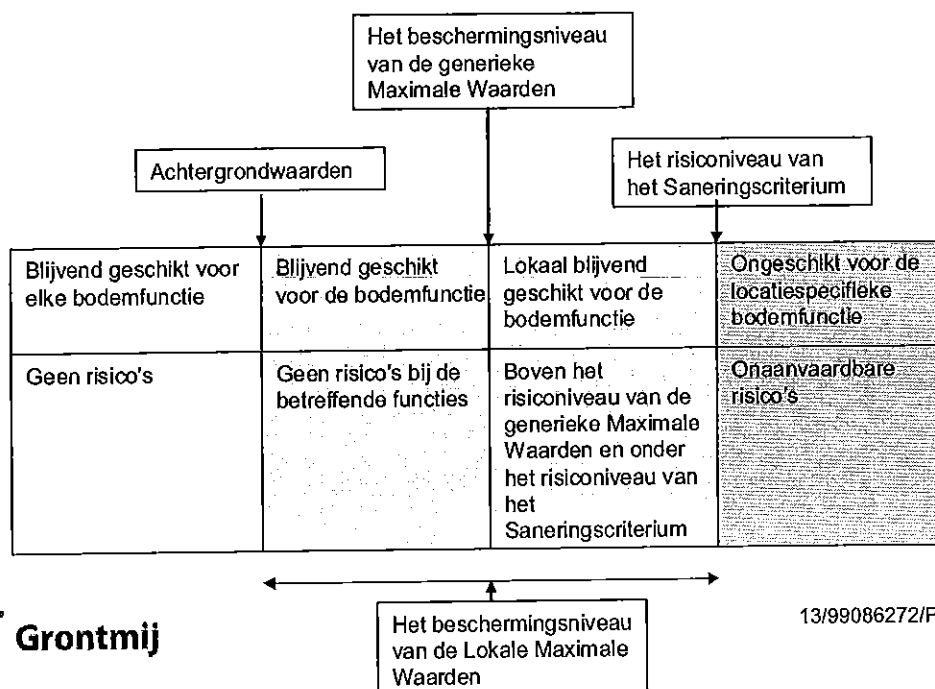 Het beschermingsniveau
van de generieke
Maximale Waarden
Achtergrondwaarden
Het risiconiveau van
het Saneringscriterium
Blijvend geschikt voor
elke bodemfunctie
Blijvend geschikt
voor de bodemfunctie
Lokaal blijvend
geschikt voor de
bodemfunctie
Ongeschikt voor de
locatiespecifieke
bodemfunctie
Geen risico's
Geen risico's bij de
betreffende functies
Boven het
risiconiveau van de
generieke Maximale
Waarden en onder
het risiconiveau van
het
Saneringscriterium
Onaanvaardbare
risico's
Het beschermingsniveau
van de Lokale Maximale
Waarden
Grontmij
13/99086272/